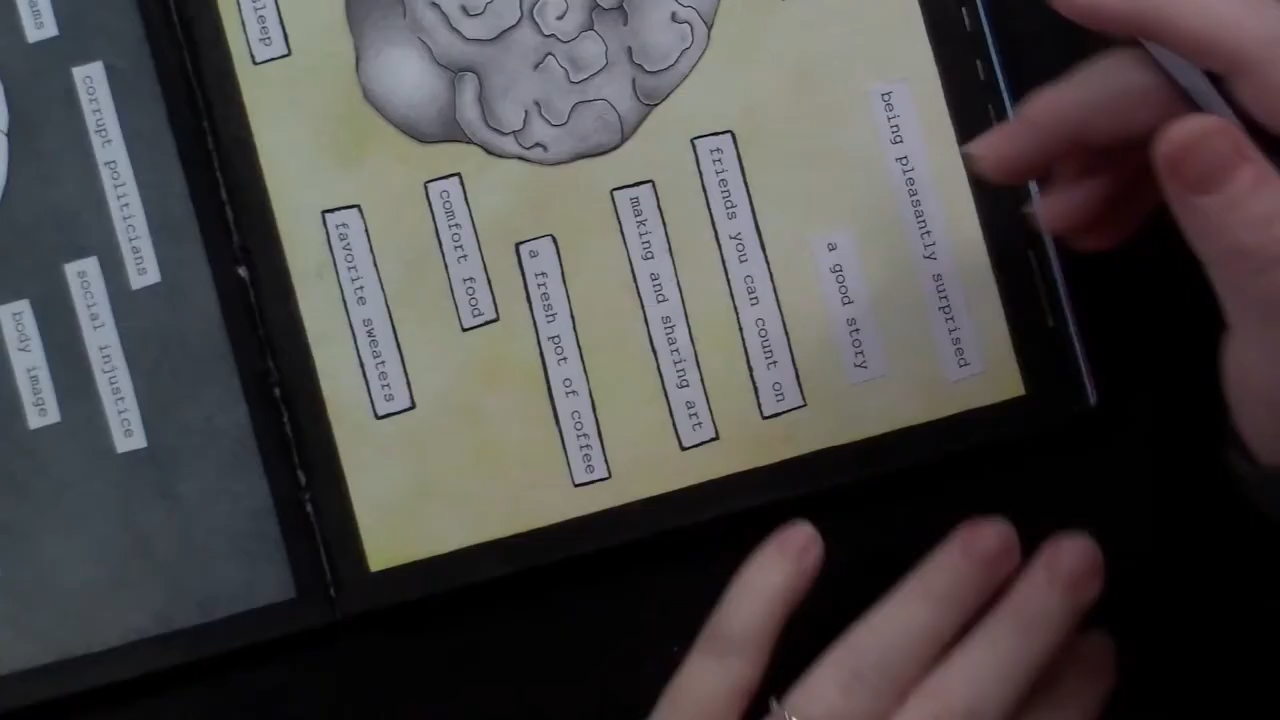 corrupt politicians
social injustice
body image
sleep
favorite sweaters
comfort food
a fresh pot of coffee
making and sharing art
friends you can count on
a good story
being pleasantly surprised